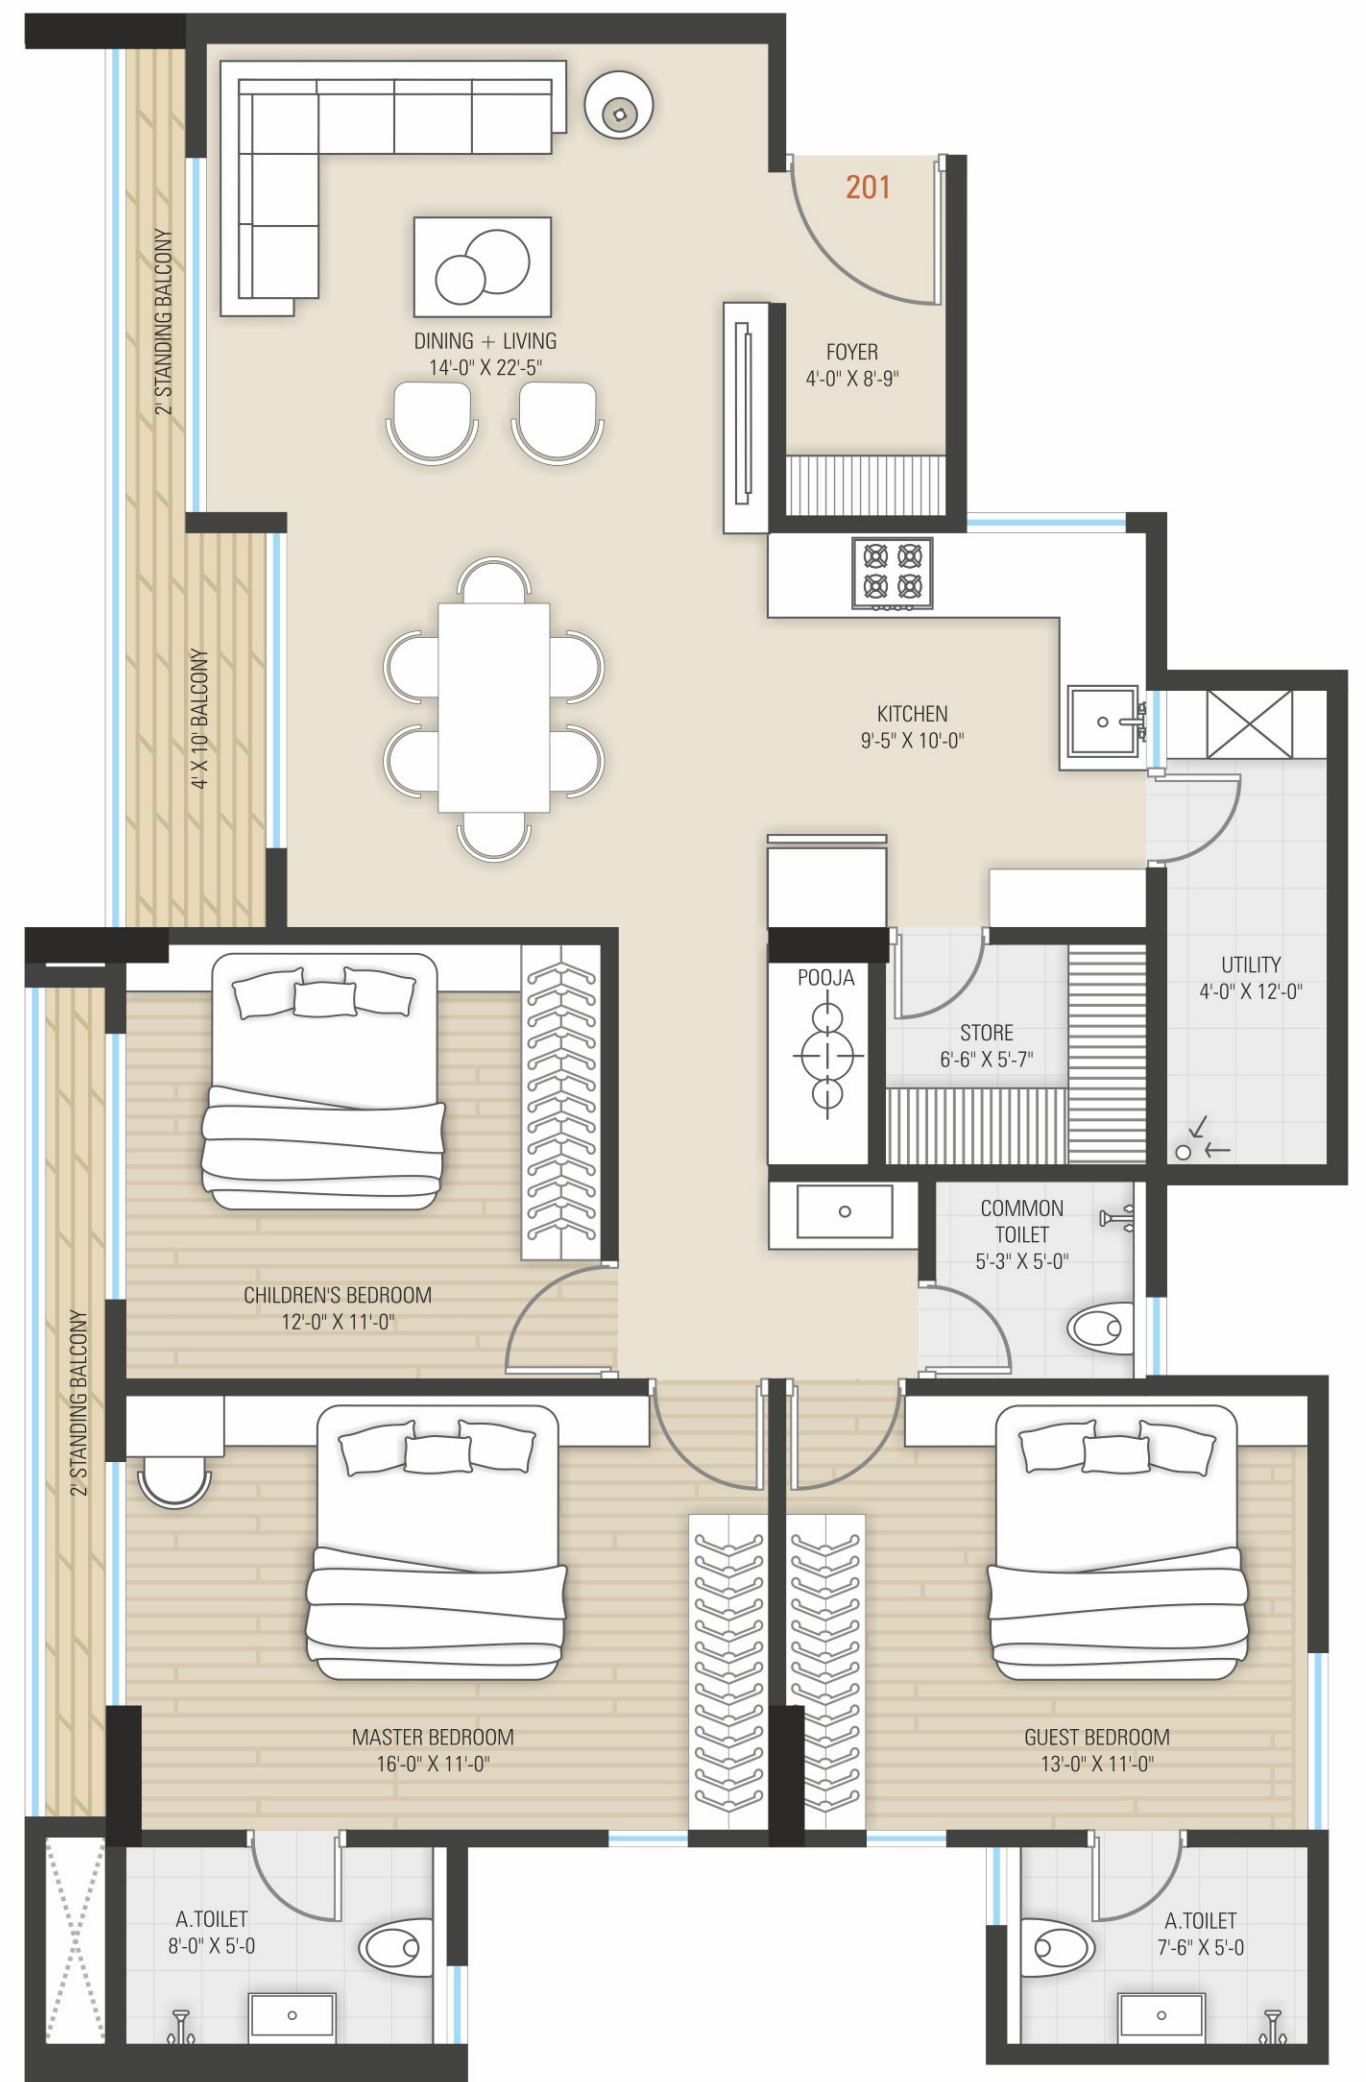 201
2' STANDING BALCONY
DINING + LIVING
14'-0" X 22'-5"
FOYER
4'-0" X 8'-9"
4' X 10' BALCONY
KITCHEN
9'-5" X 10'-0"
POOJA
STORE
6'-6" X 5'-7"
UTILITY
4'-0" X 12'-0"
COMMON
TOILET
5'-3" X 5'-0"
CHILDREN'S BEDROOM
12'-0" X 11'-0"
2' STANDING BALCONY
MASTER BEDROOM
16'-0" X 11'-0"
GUEST BEDROOM
13'-0" X 11'-0"
A.TOILET
8'-0" X 5'-0
A.TOILET
7'-6" X 5'-0